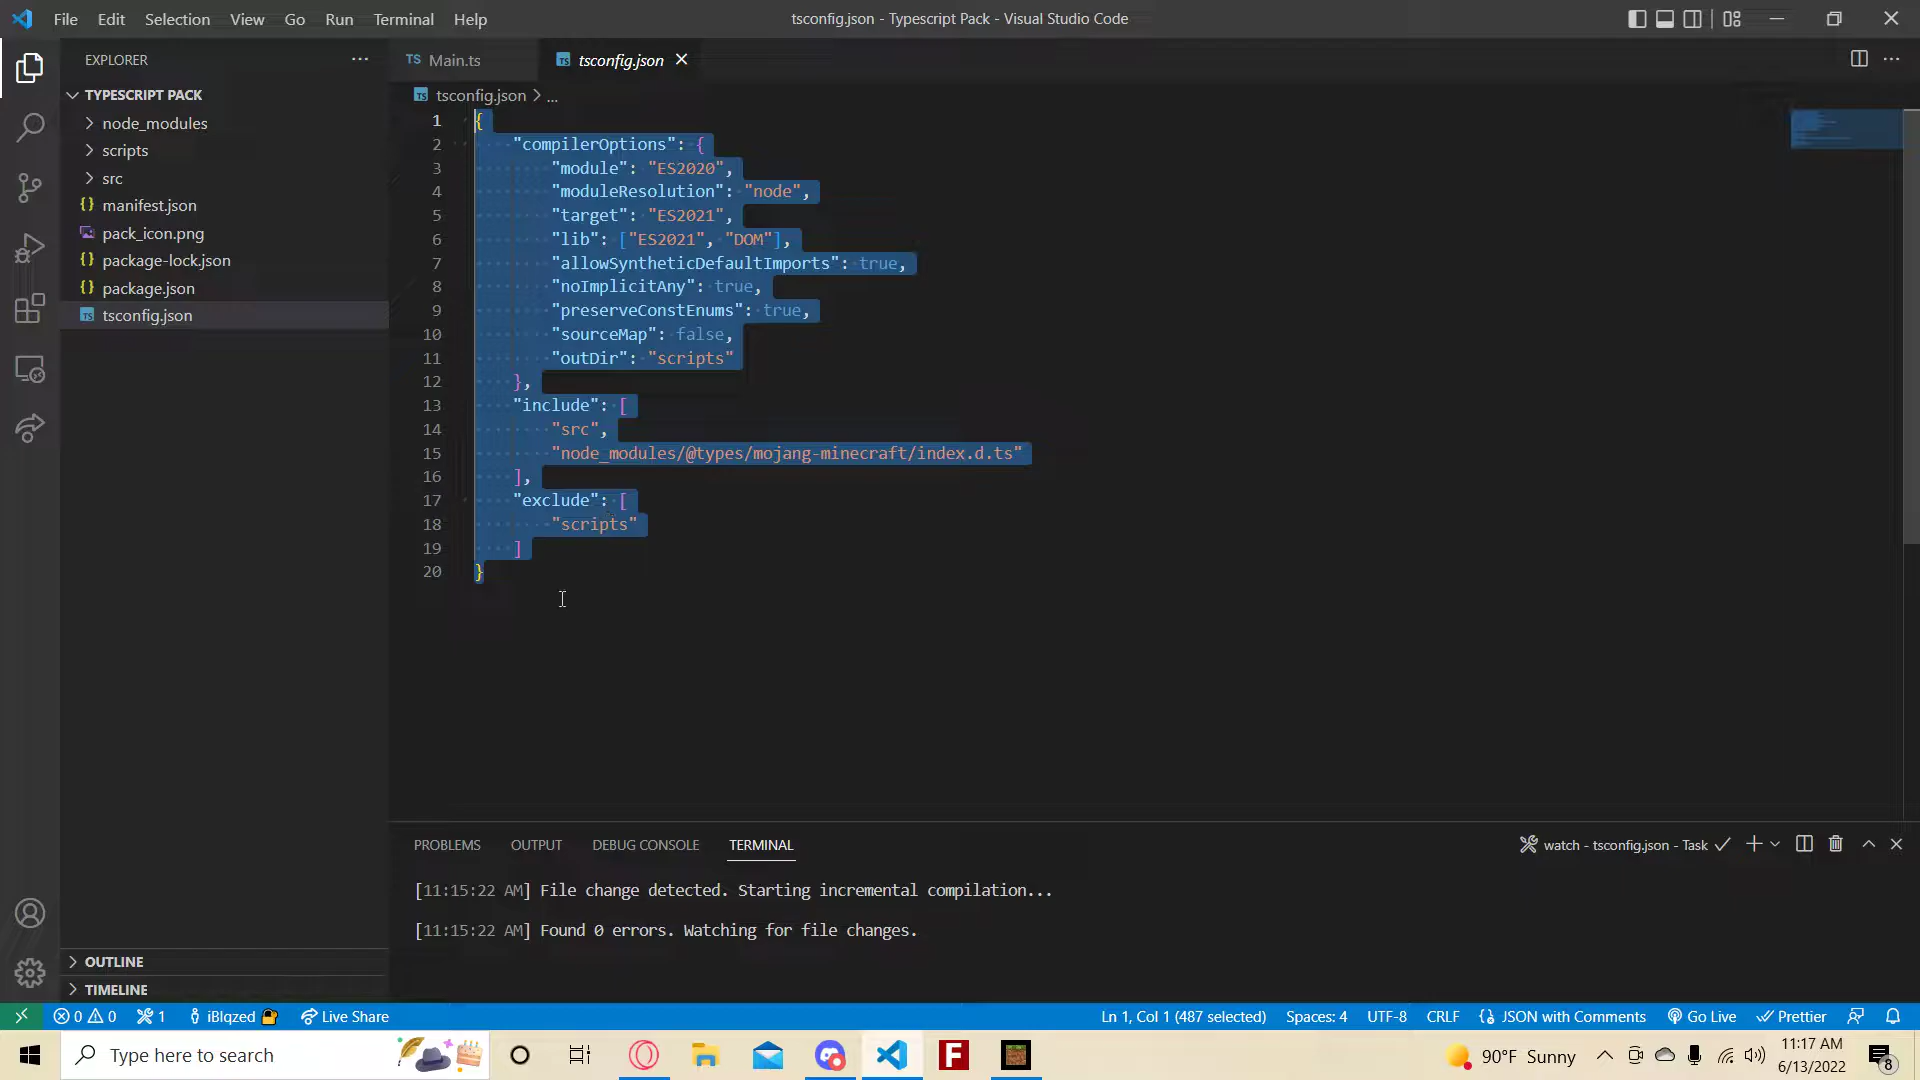 File Edit Selection View Go Run Terminal Help
tsconfig.json - Typescript Pack - Visual Studio Code
EXPLORER
TYPESCRIPT PACK
node_modules
scripts
src
manifest.json
pack_icon.png
package-lock.json
package.json
tsconfig.json
OUTLINE
TIMELINE
TS Main.ts
TS tsconfig.json
TS tsconfig.json > ...
1 {
2 "compilerOptions": {
3 "module": "ES2020",
4 "moduleResolution": "node",
5 "target": "ES2021",
6 "lib": ["ES2021", "DOM"],
7 "allowSyntheticDefaultImports": true,
8 "noImplicitAny": true,
9 "preserveConstEnums": true,
10 "sourceMap": false,
11 "outDir": "scripts"
12 },
13 "include": [
14 "src",
15 "node_modules/@types/mojang-minecraft/index.d.ts"
16 ],
17 "exclude": [
18 "scripts"
19 ]
20 }
PROBLEMS OUTPUT DEBUG CONSOLE TERMINAL
watch - tsconfig.json - Task
[11:15:22 AM] File change detected. Starting incremental compilation...
[11:15:22 AM] Found 0 errors. Watching for file changes.
0 0 1 iBlqzed Live Share
Ln 1, Col 1 (487 selected) Spaces: 4 UTF-8 CRLF {} JSON with Comments Go Live Prettier
Type here to search
F
90°F Sunny
11:17 AM
6/13/2022
8